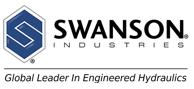 SWANSON®
INDUSTRIES
®
Global Leader In Engineered Hydraulics